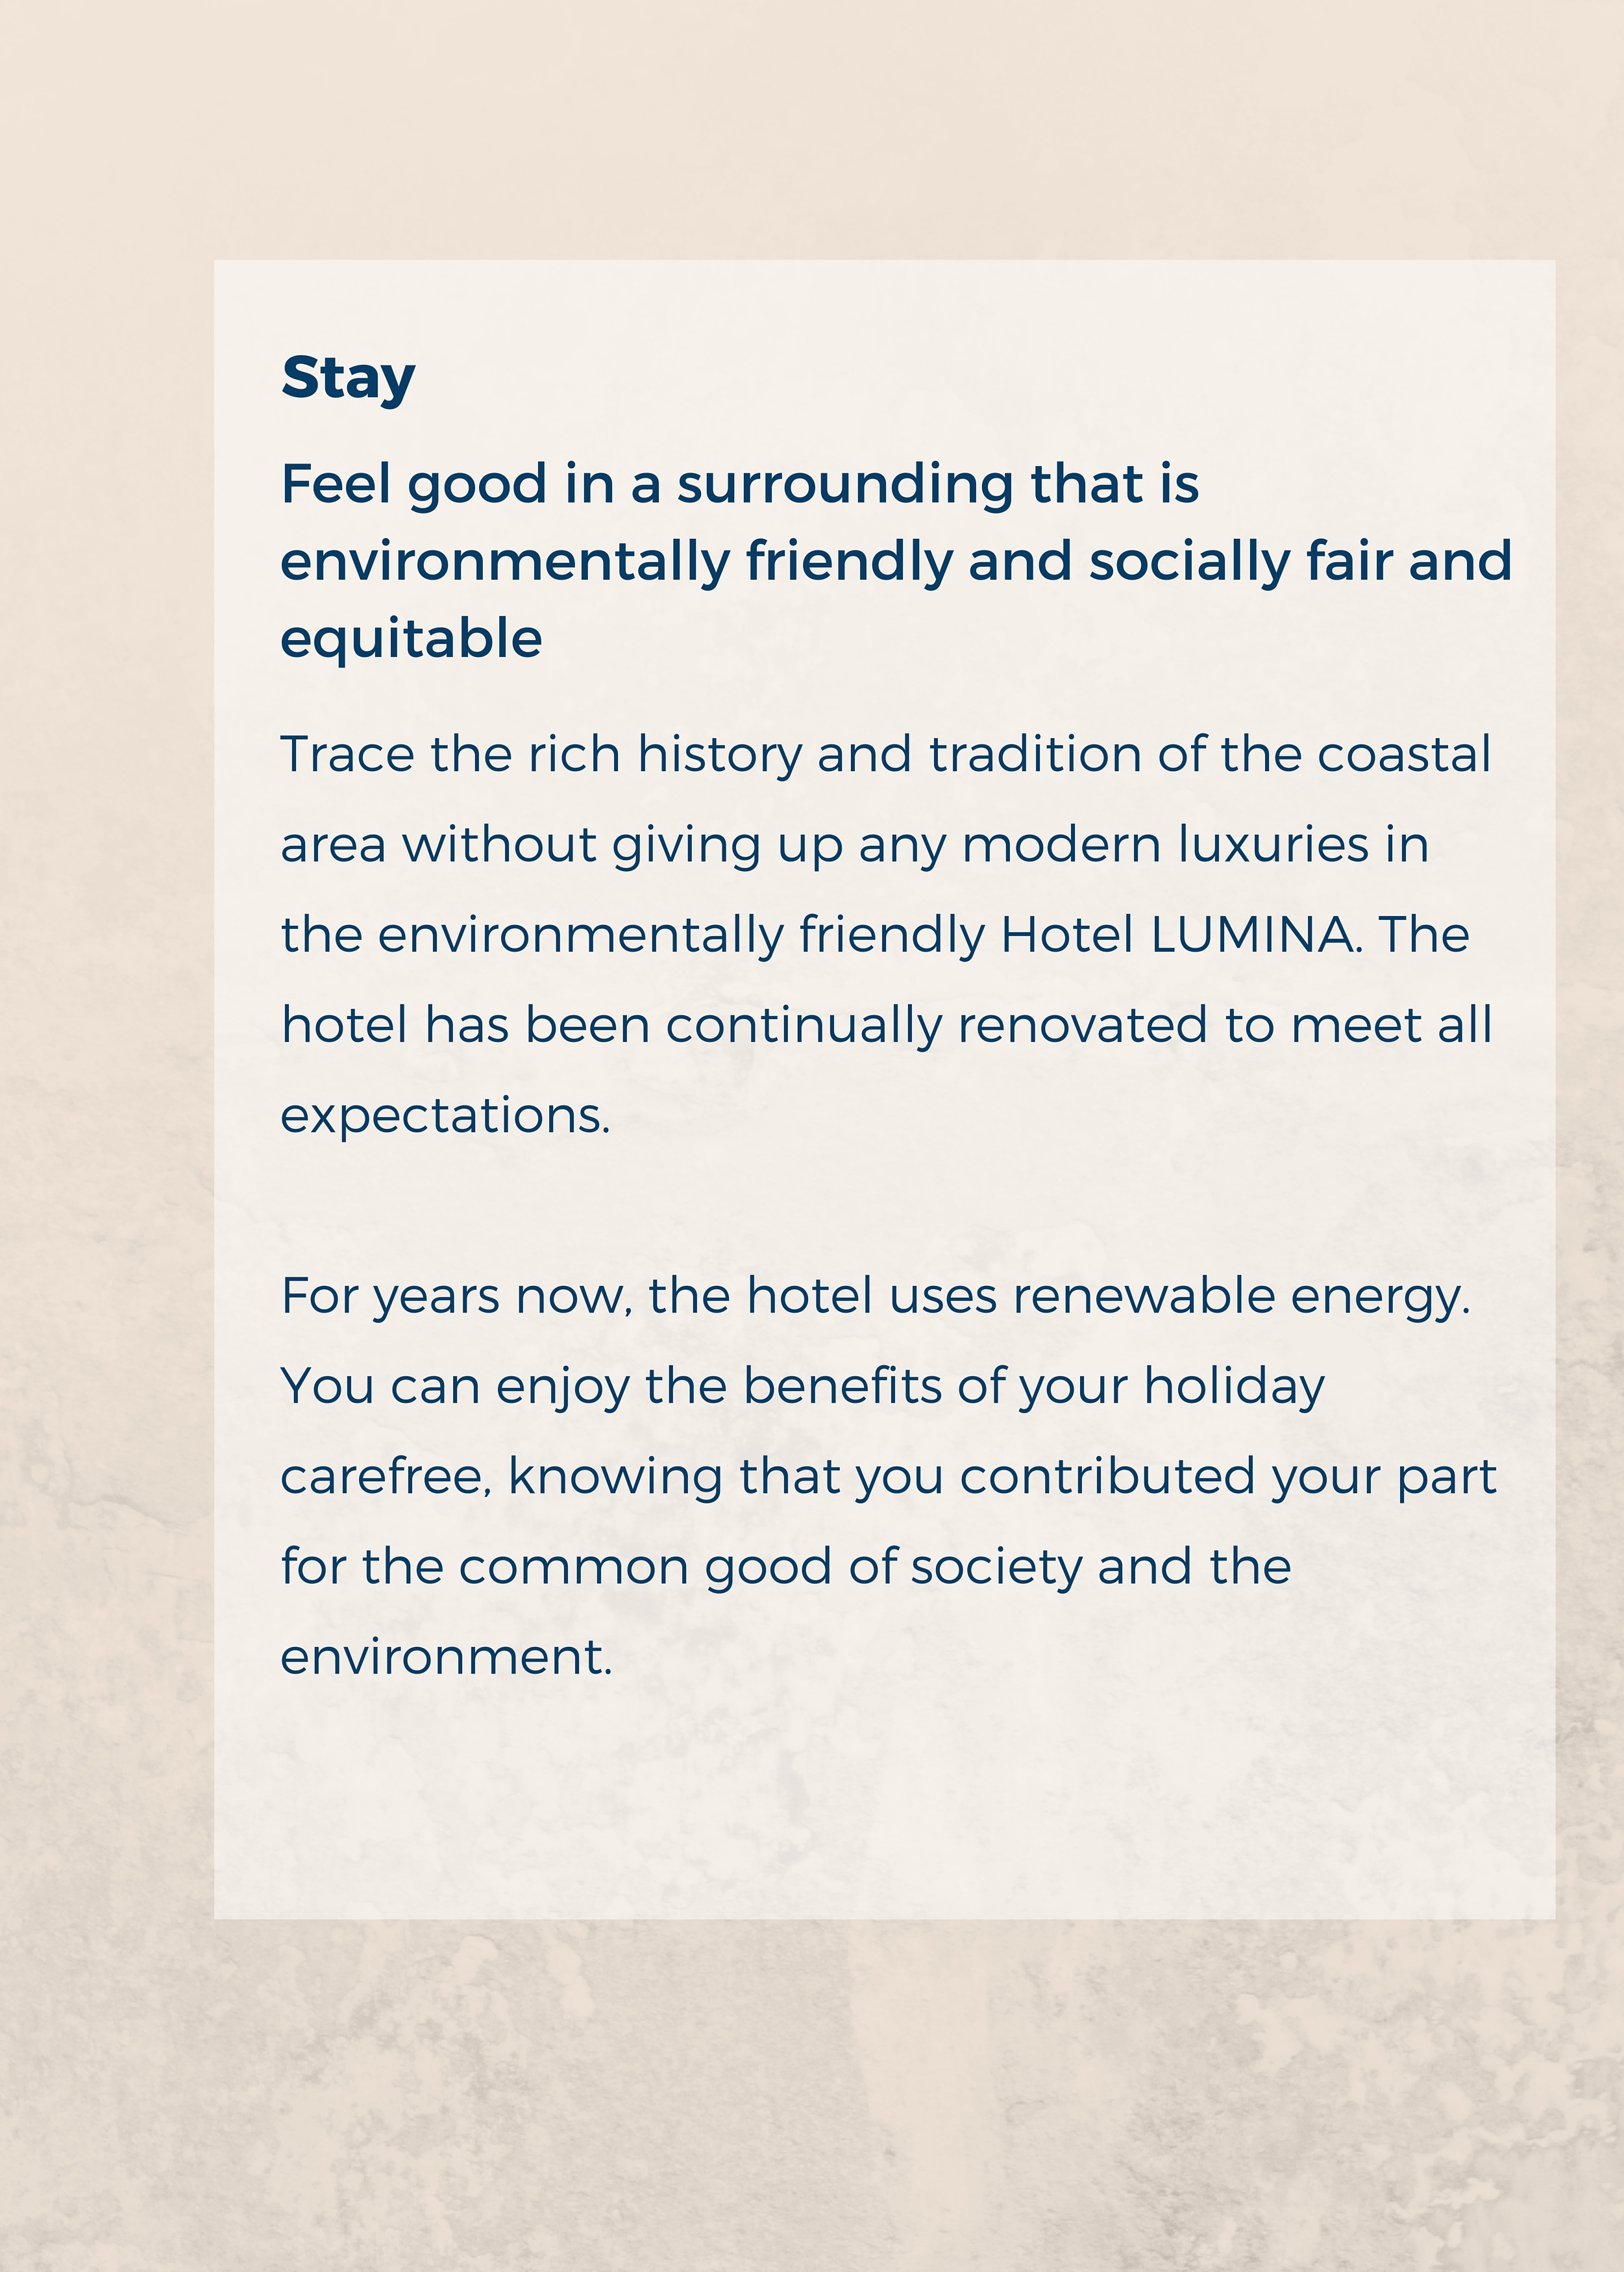 Stay
Feel good in a surrounding that is
environmentally friendly and socially fair and
equitable
Trace the rich history and tradition of the coastal
area without giving up any modern luxuries in
the environmentally friendly Hotel LUMINA. The
hotel has been continually renovated to meet all
expectations.
For years now, the hotel uses renewable energy.
You can enjoy the benefits of your holiday
carefree, knowing that you contributed your part
for the common good of society and the
environment.